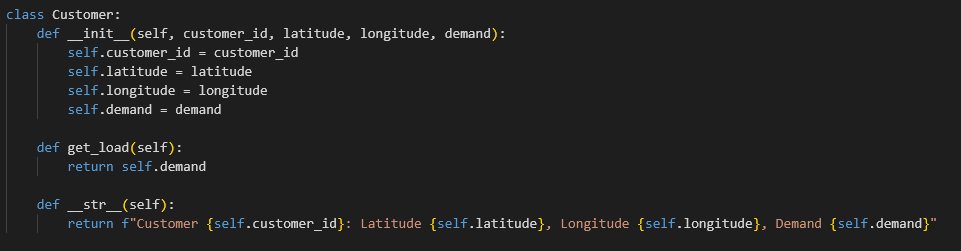 class Customer:
    def __init__(self, customer_id, latitude, longitude, demand):
        self.customer_id = customer_id
        self.latitude = latitude
        self.longitude = longitude
        self.demand = demand

    def get_load(self):
        return self.demand

    def __str__(self):
        return f"Customer {self.customer_id}: Latitude {self.latitude}, Longitude {self.longitude}, Demand {self.demand}"